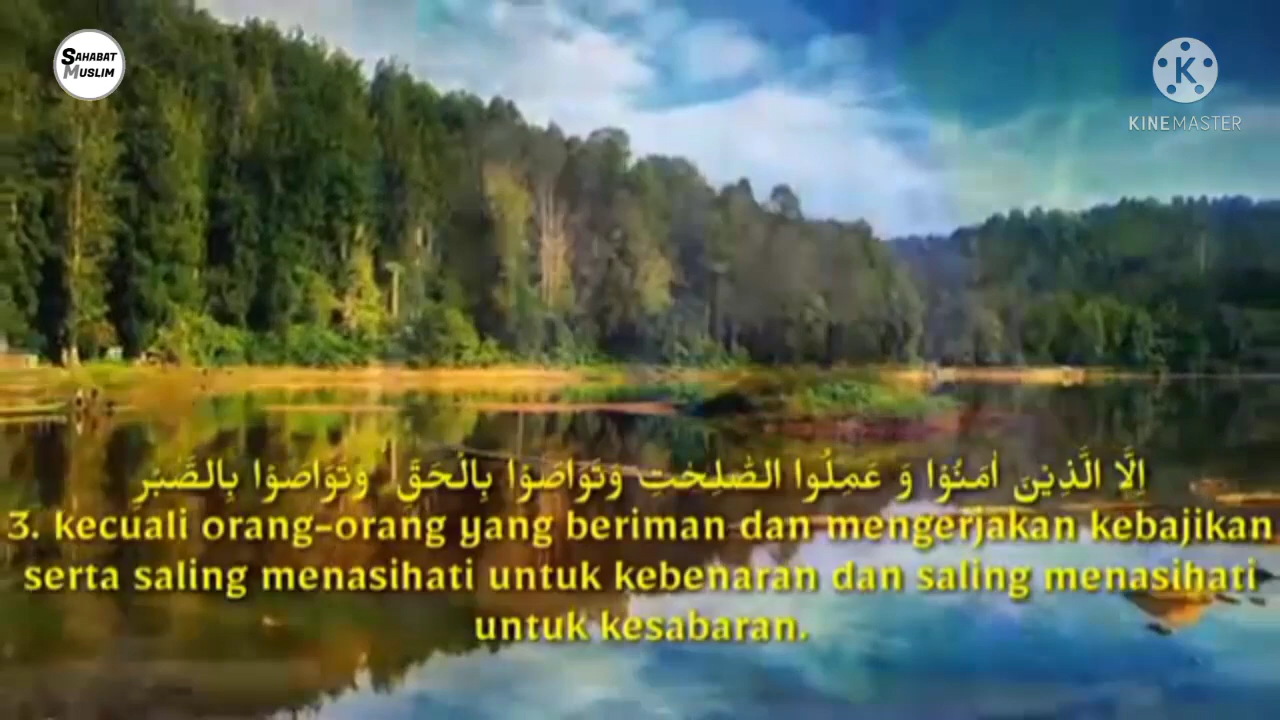 SAHABAT
MUSLIM
K
KINEMASTER
اِلَّا الَّذِيْنَ اٰمَنُوْا وَ عَمِلُوا الصّٰلِحٰتِ وَتَوَاصَوْا بِالْحَقِّ وَتَوَاصَوْا بِالصَّبْرِ
3. kecuali orang-orang yang beriman dan mengerjakan kebajikan
serta saling menasihati untuk kebenaran dan saling menasihati
untuk kesabaran.